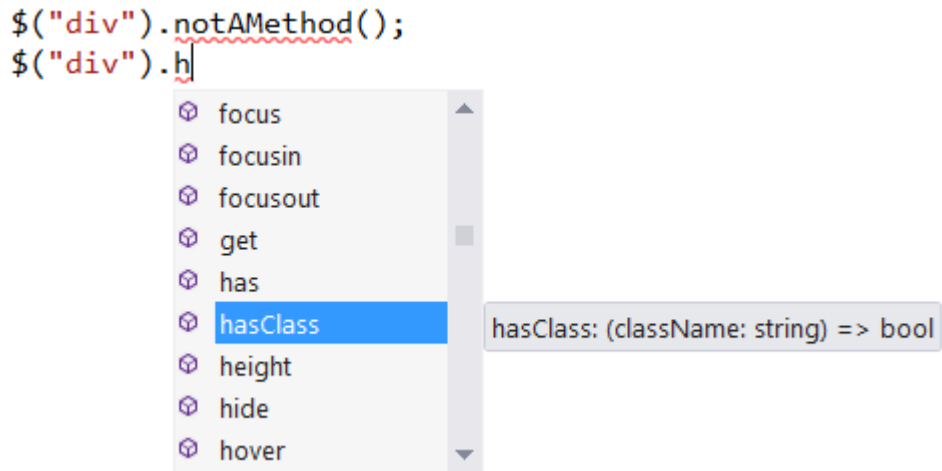 $("div").notAMethod();
$("div").h
focus
focusin
focusout
get
has
hasClass
hasClass: (className: string) => bool
height
hide
hover